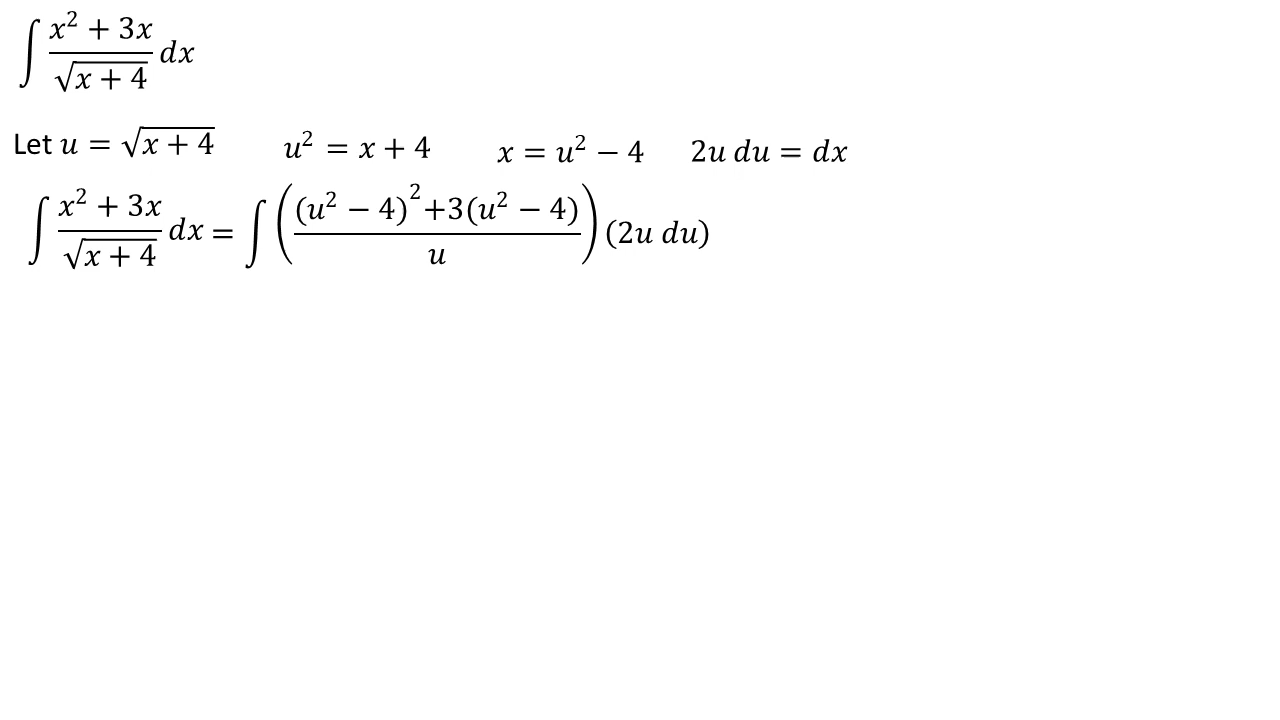 ∫ (x² + 3x)/√(x + 4) dx
Let u = √(x + 4) u² = x + 4 x = u² − 4 2u du = dx
∫ (x² + 3x)/√(x + 4) dx = ∫ (((u² − 4)²+3(u² − 4))/u) (2u du)